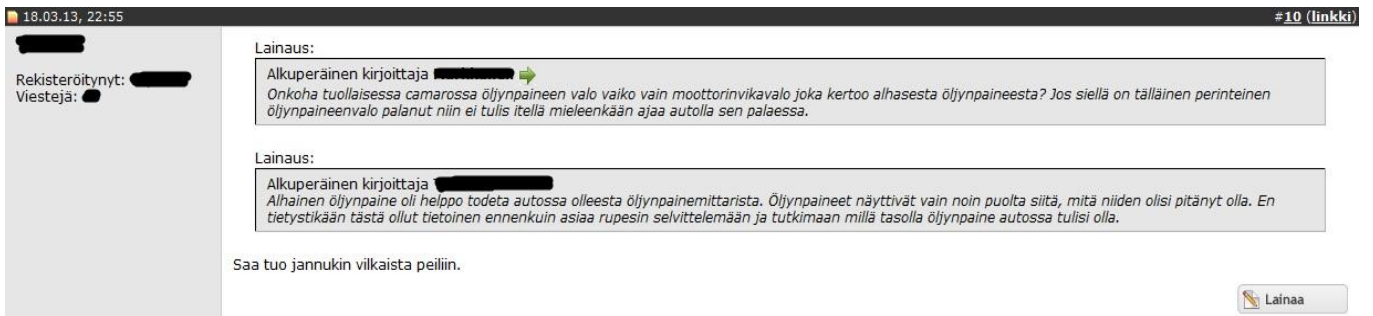 18.03.13, 22:55
#10 (linkki)
Rekisteröitynyt:
Viestejä:
Lainaus:
Alkuperäinen kirjoittaja
Onkoha tuollaisessa camarossa öljynpaineen valo vaiko vain moottorinvikavalo joka kertoo alhasesta öljynpaineesta? Jos siellä on tälläinen perinteinen
öljynpaineenvalo palanut niin ei tulis itellä mieleenkään ajaa autolla sen palaessa.
Lainaus:
Alkuperäinen kirjoittaja
Alhainen öljynpaine oli helppo todeta autossa olleesta öljynpainemittarista. Öljynpaineet näyttivät vain noin puolta siitä, mitä niiden olisi pitänyt olla. En
tietystikään tästä ollut tietoinen ennenkuin asiaa rupesin selvittelemään ja tutkimaan millä tasolla öljynpaine autossa tulisi olla.
Saa tuo jannukin vilkaista peiliin.
Lainaa